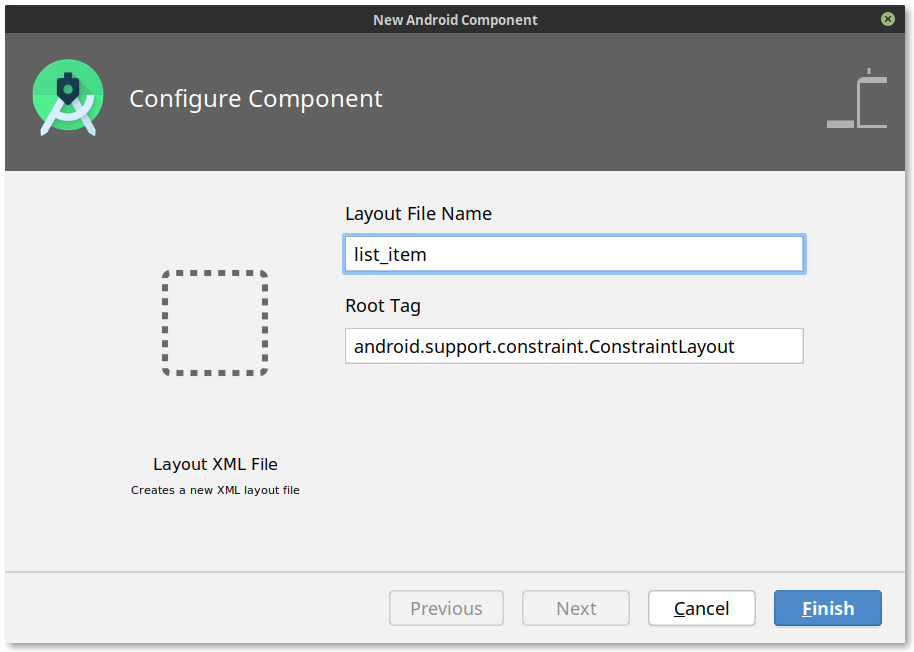 New Android Component
Configure Component
Layout File Name
list_item
Root Tag
android.support.constraint.ConstraintLayout
Layout XML File
Creates a new XML layout file
Previous
Next
Cancel
Finish